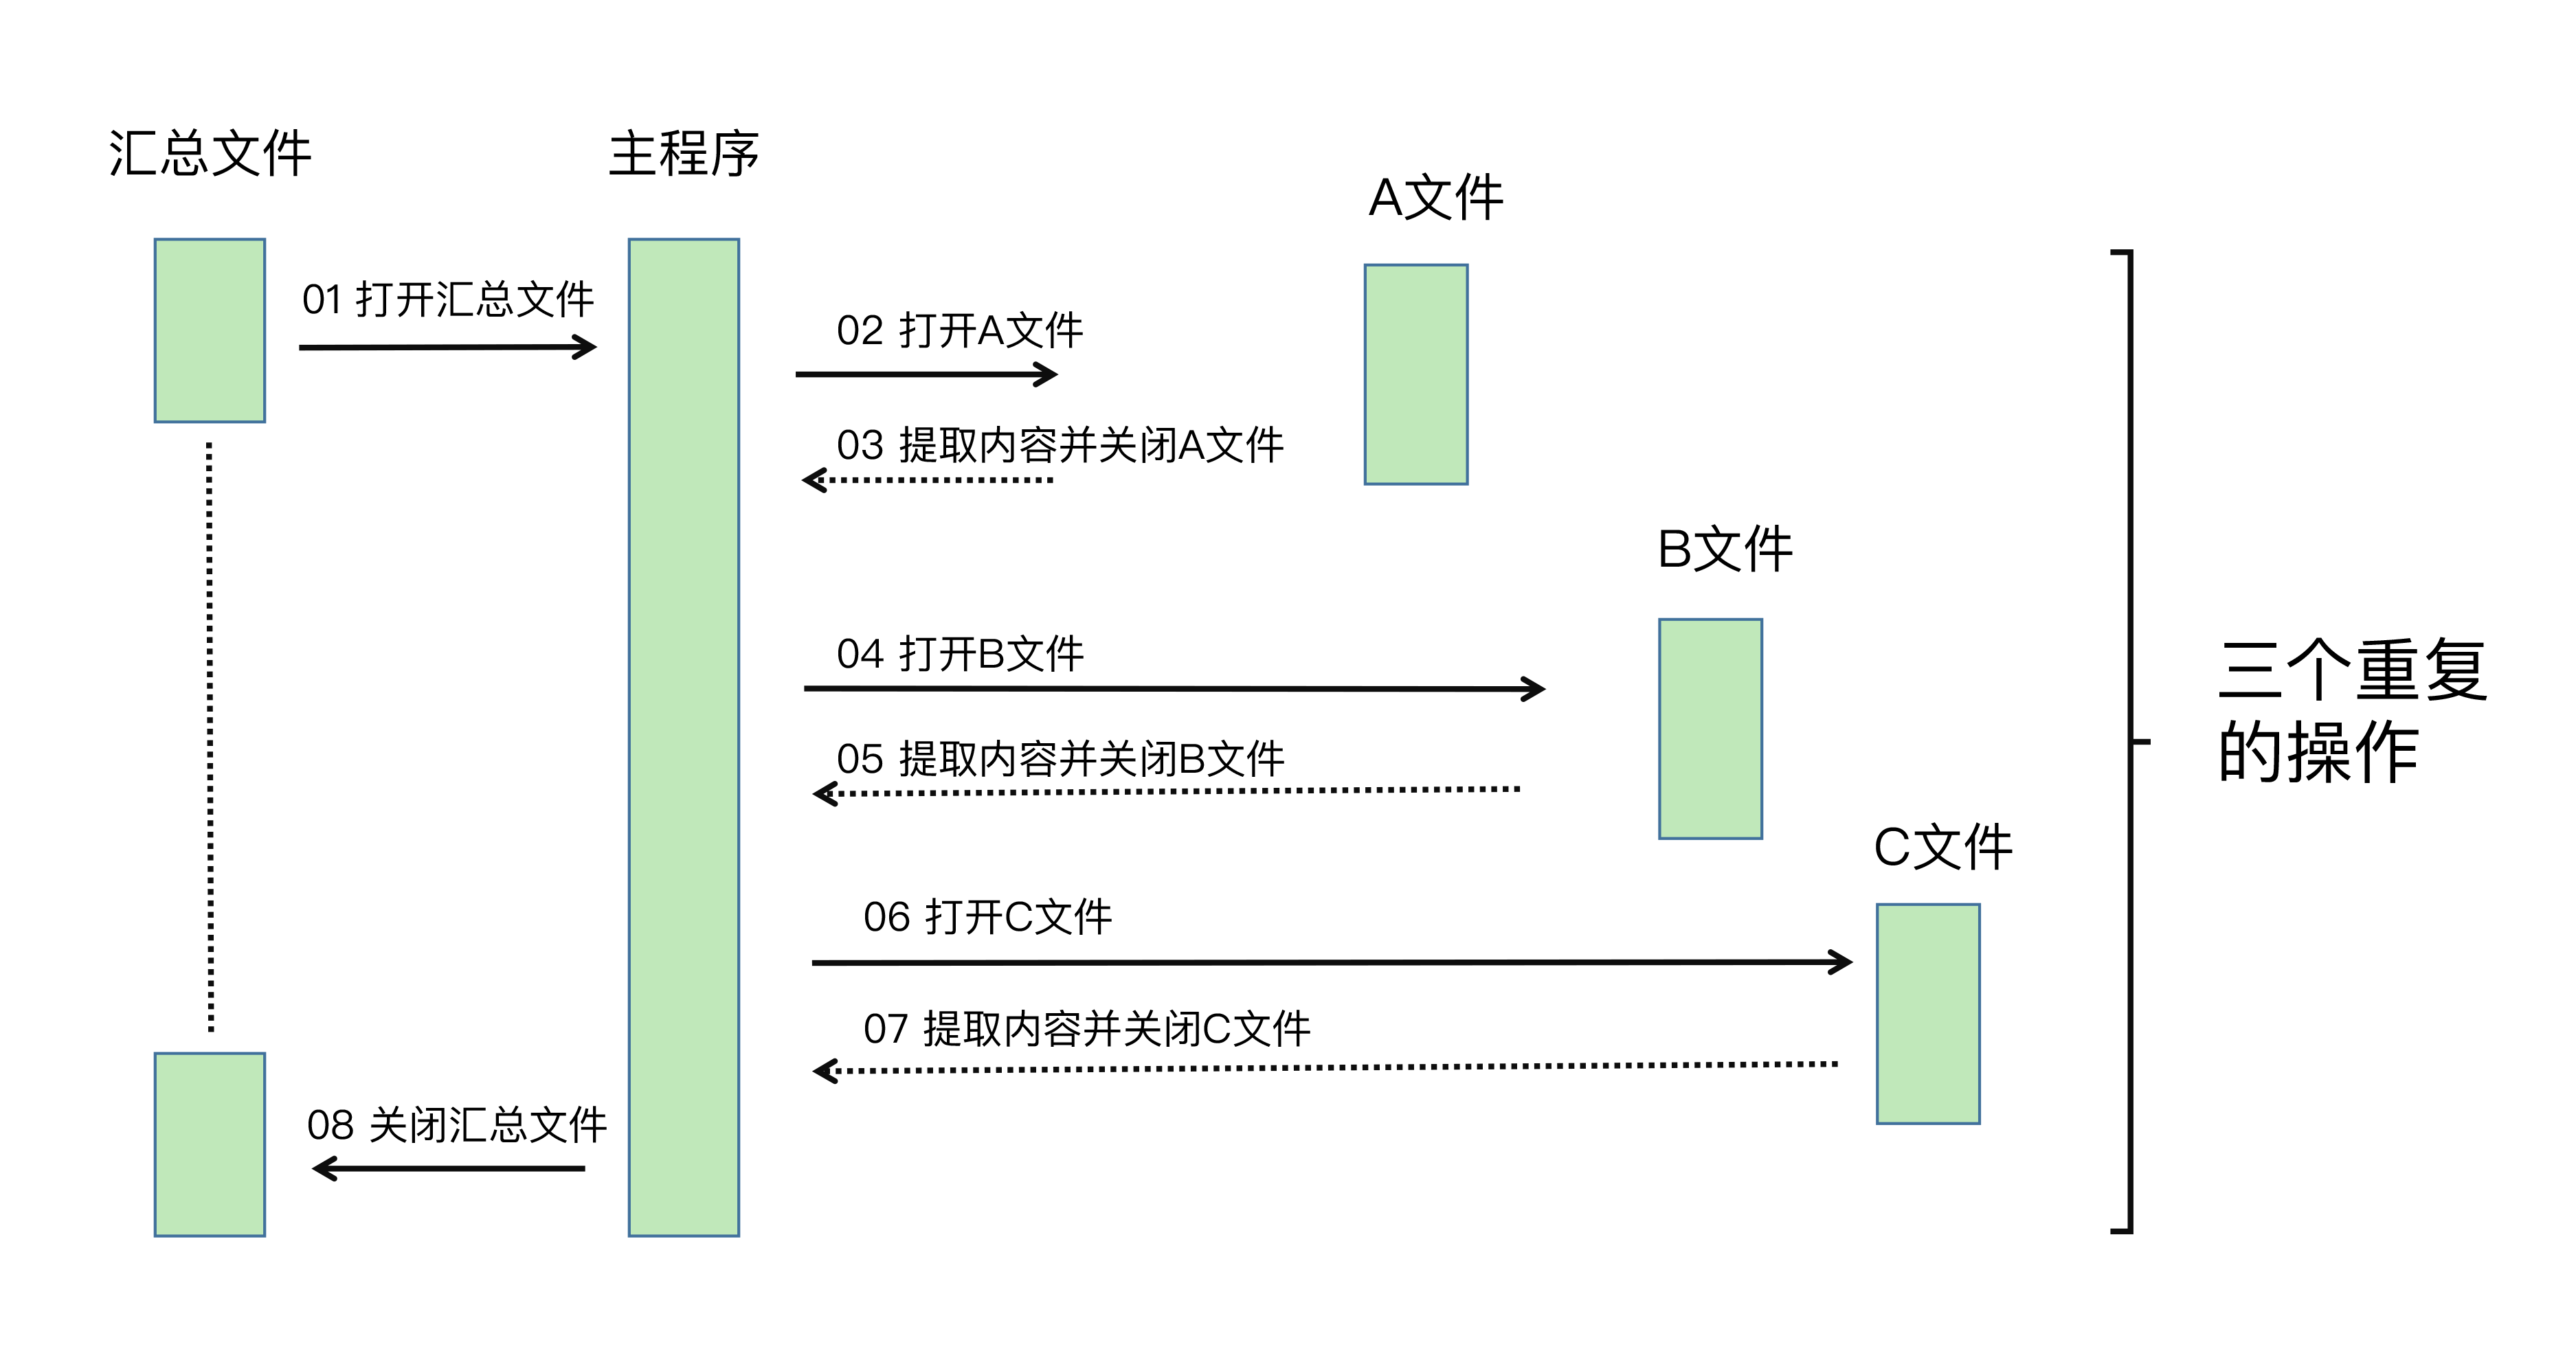 汇总文件
主程序
A文件
01 打开汇总文件
02 打开A文件
03 提取内容并关闭A文件
B文件
04 打开B文件
05 提取内容并关闭B文件
三个重复
的操作
C文件
06 打开C文件
07 提取内容并关闭C文件
08 关闭汇总文件